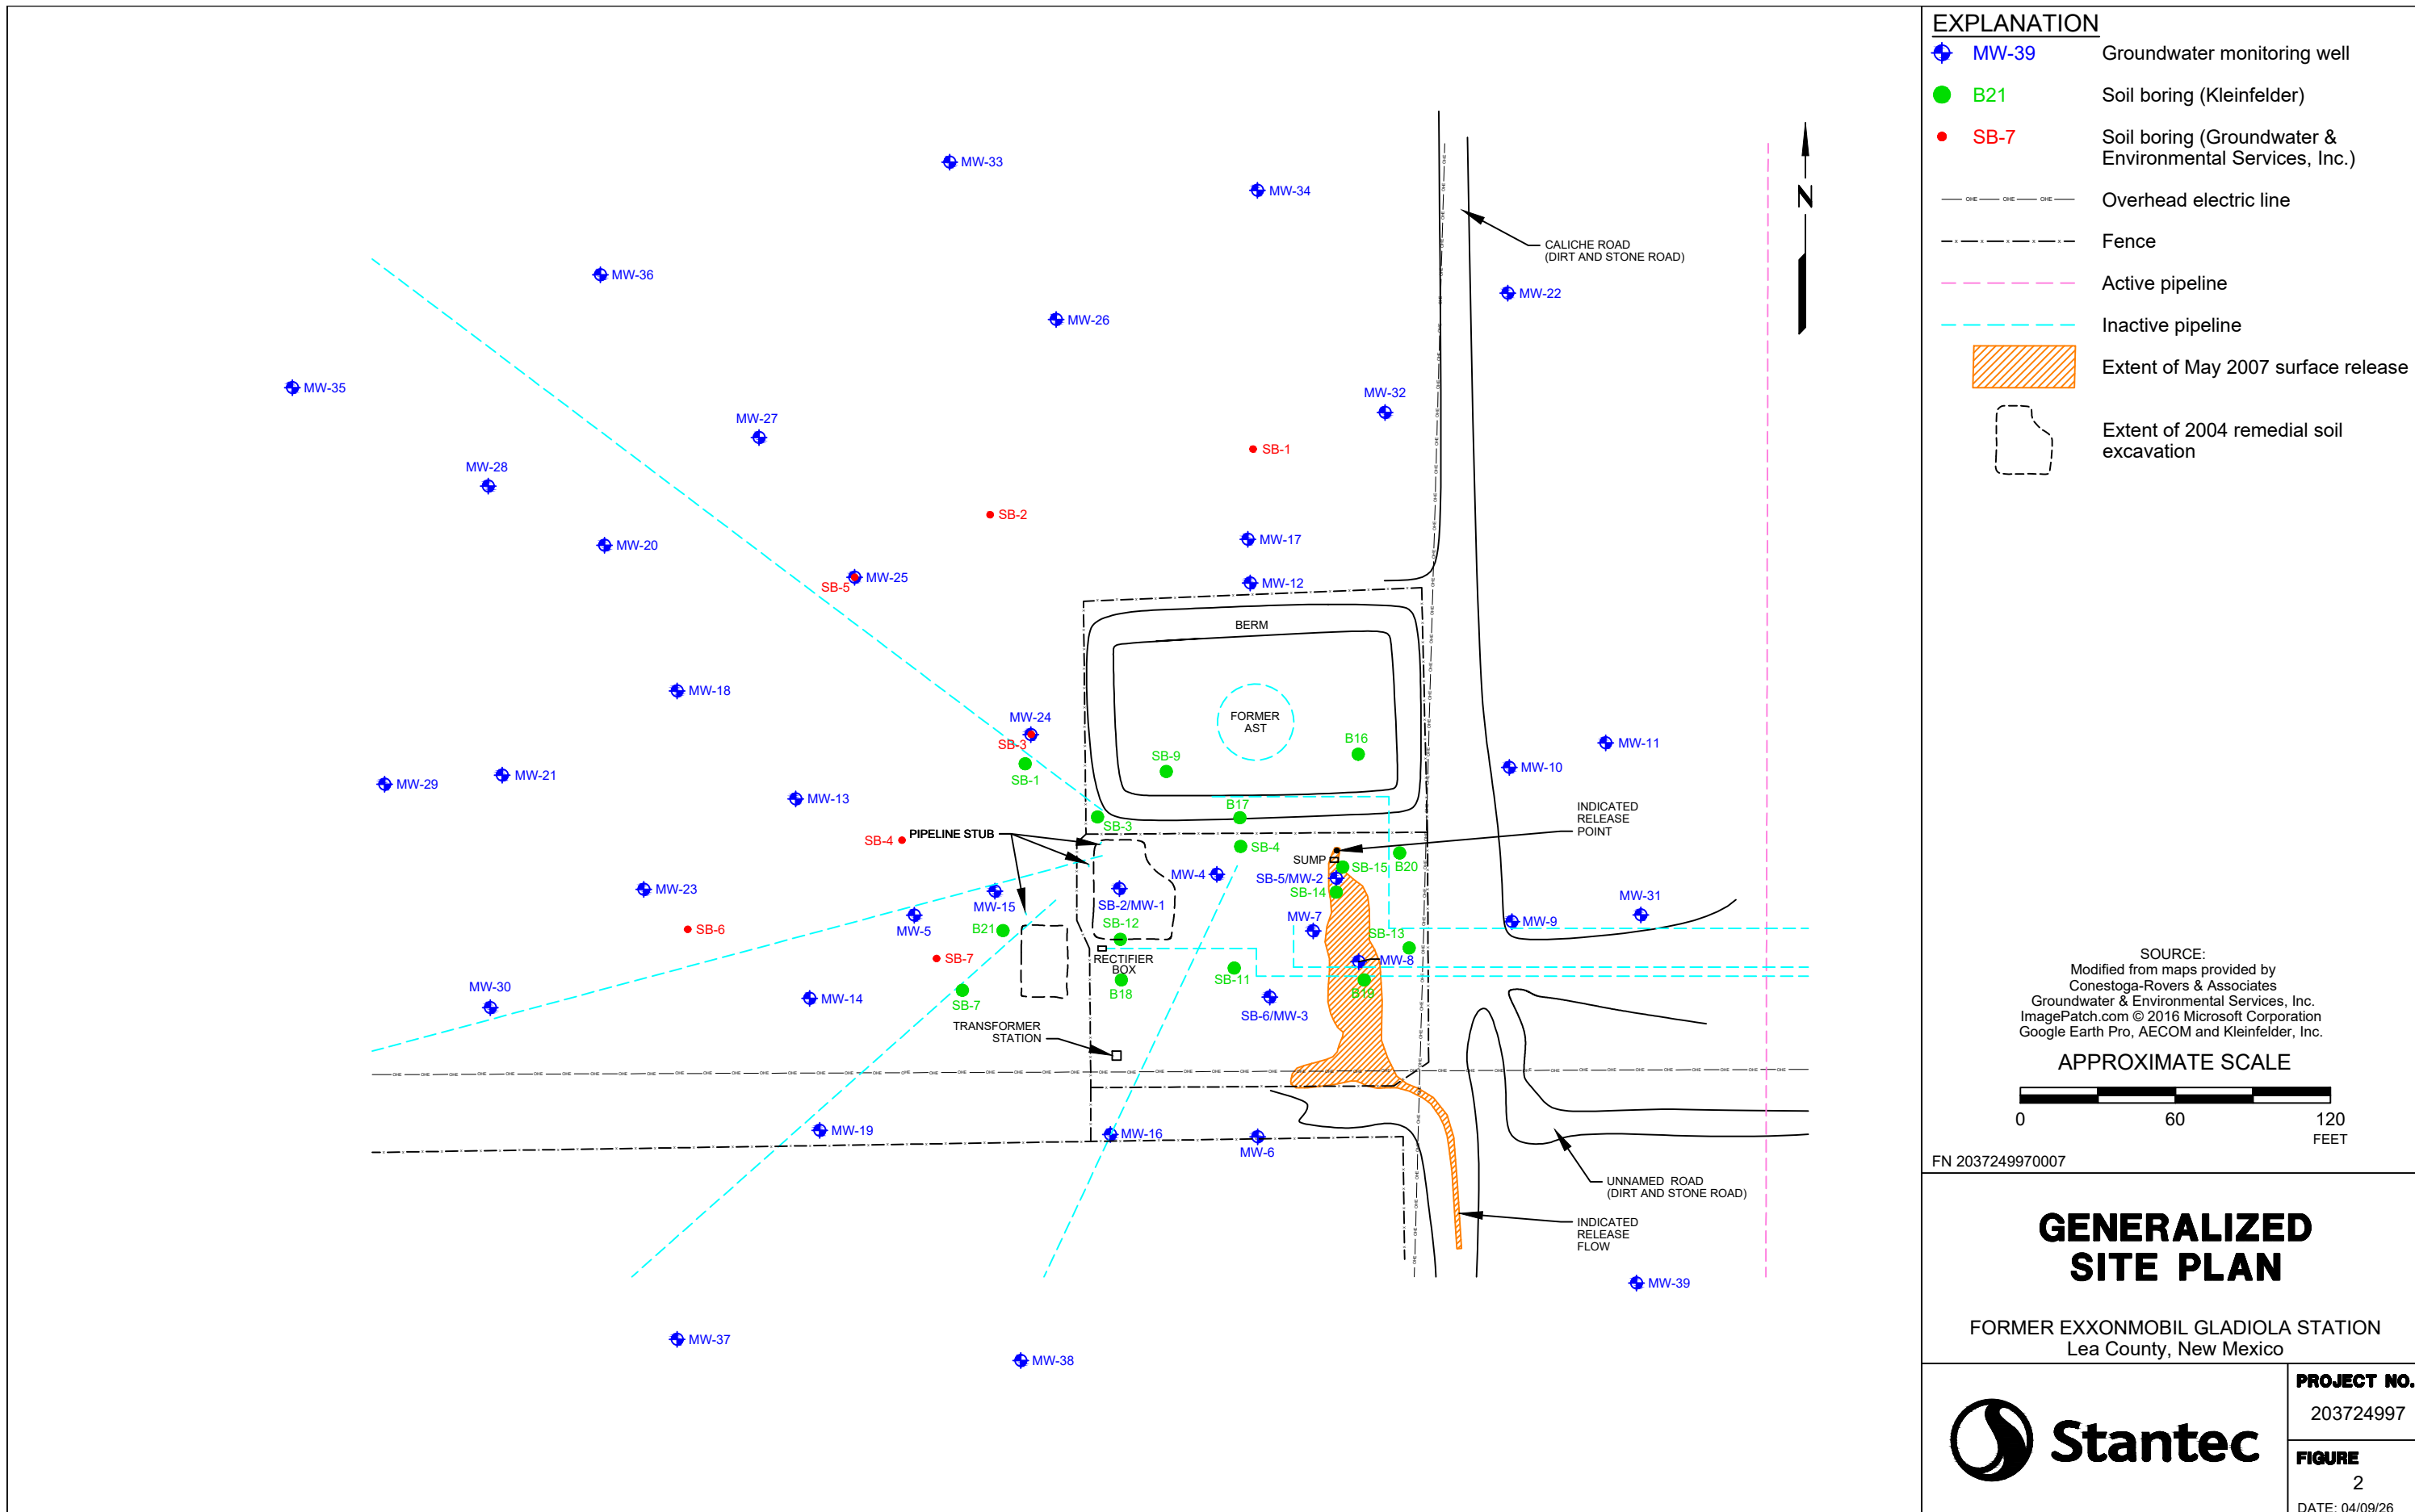 MW-33
MW-34
CALICHE ROAD
(DIRT AND STONE ROAD)
MW-36
MW-22
MW-26
MW-35
MW-32
MW-27
SB-1
MW-28
SB-2
MW-17
MW-20
MW-25
SB-5
MW-12
BERM
MW-18
FORMER
AST
MW-24
SB-3
SB-1
SB-9
B16
MW-11
MW-10
MW-29
MW-21
MW-13
B17
SB-3
INDICATED
RELEASE
POINT
SB-4
PIPELINE STUB
SB-4
SUMP
SB-15
B20
MW-4
SB-5/MW-2
SB-14
MW-23
MW-15
SB-2/MW-1
MW-31
MW-5
B21
SB-12
MW-7
MW-9
SB-6
SB-13
SB-7
RECTIFIER
BOX
MW-8
SB-11
B18
B19
MW-30
MW-14
SB-7
SB-6/MW-3
TRANSFORMER
STATION
MW-19
MW-16
MW-6
UNNAMED ROAD
(DIRT AND STONE ROAD)
INDICATED
RELEASE
FLOW
MW-39
MW-37
MW-38
N
OHE
EXPLANATION
MW-39 Groundwater monitoring well
B21 Soil boring (Kleinfelder)
SB-7 Soil boring (Groundwater &
Environmental Services, Inc.)
OHE OHE OHE Overhead electric line
x x x x x Fence
Active pipeline
Inactive pipeline
Extent of May 2007 surface release
Extent of 2004 remedial soil
excavation
SOURCE:
Modified from maps provided by
Conestoga-Rovers & Associates
Groundwater & Environmental Services, Inc.
ImagePatch.com © 2016 Microsoft Corporation
Google Earth Pro, AECOM and Kleinfelder, Inc.
APPROXIMATE SCALE
0 60 120
FEET
FN 2037249970007
GENERALIZED
SITE PLAN
FORMER EXXONMOBIL GLADIOLA STATION
Lea County, New Mexico
Stantec
PROJECT NO.
203724997
FIGURE
2
DATE: 04/09/26